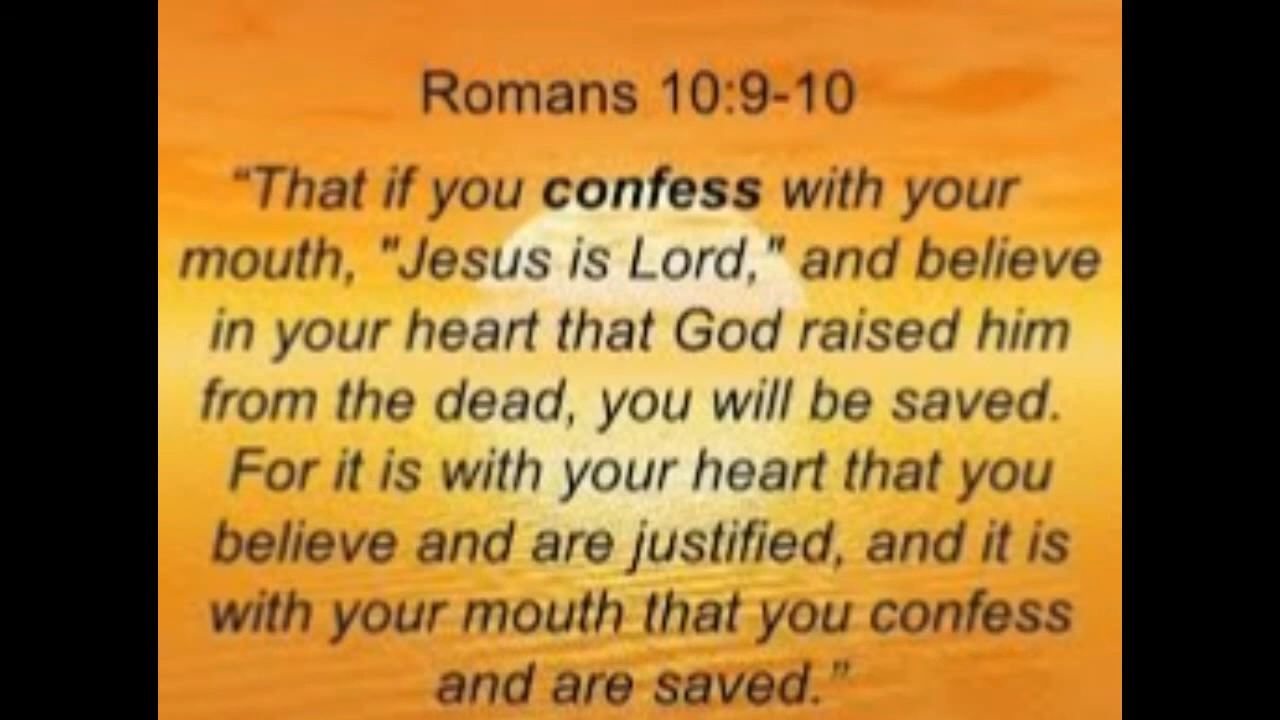 Romans 10:9-10
“That if you confess with your
mouth, "Jesus is Lord," and believe
in your heart that God raised him
from the dead, you will be saved.
For it is with your heart that you
believe and are justified, and it is
with your mouth that you confess
and are saved.”